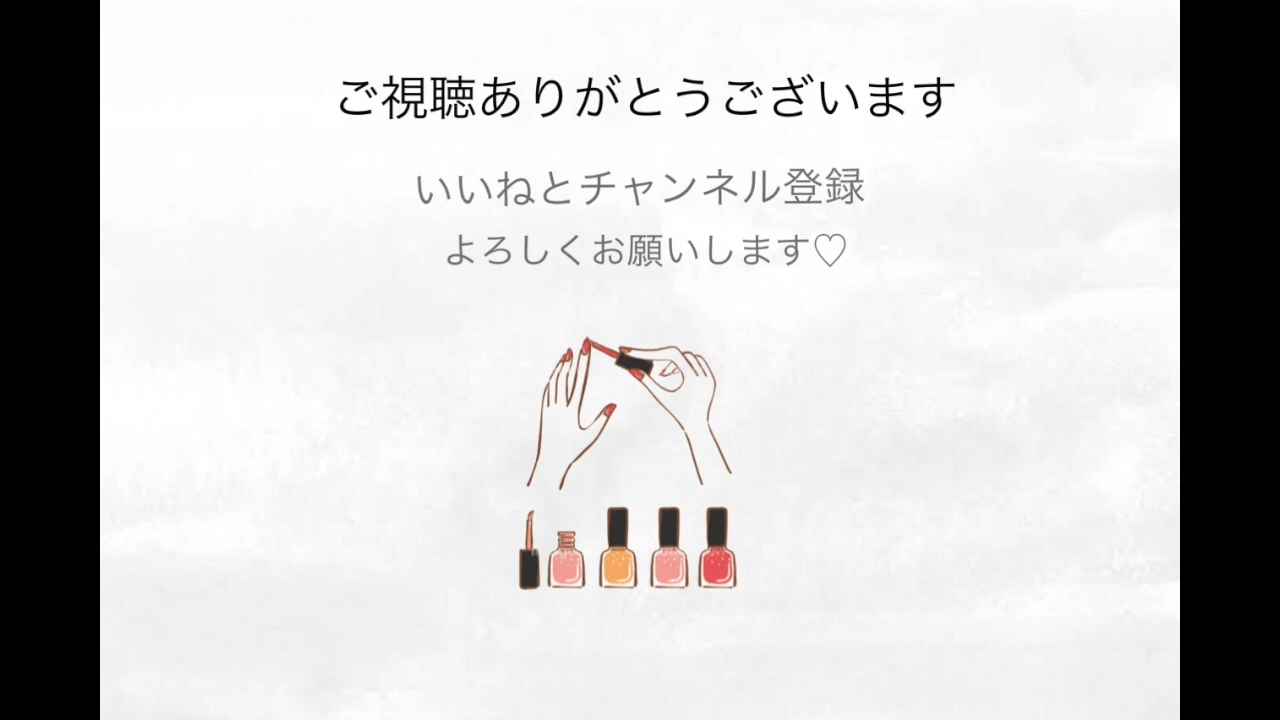 ご視聴ありがとうございます
いいねとチャンネル登録
よろしくお願いします♡